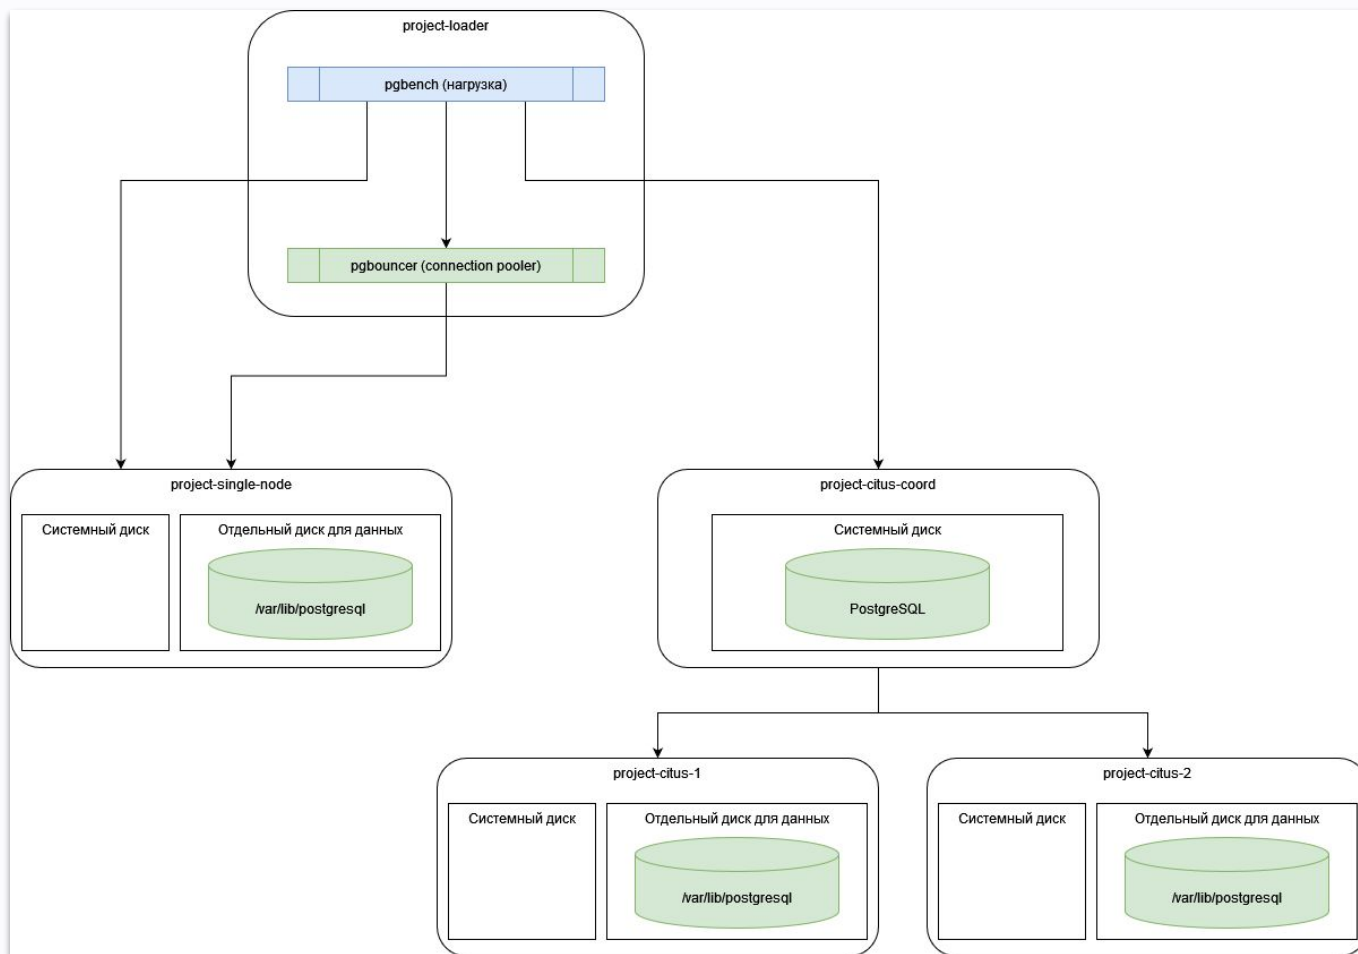 project-loader
pgbench (нагрузка)
pgbouncer (connection pooler)
project-single-node
Системный диск
Отдельный диск для данных
/var/lib/postgresql
project-citus-coord
Системный диск
PostgreSQL
project-citus-1
Системный диск
Отдельный диск для данных
/var/lib/postgresql
project-citus-2
Системный диск
Отдельный диск для данных
/var/lib/postgresql